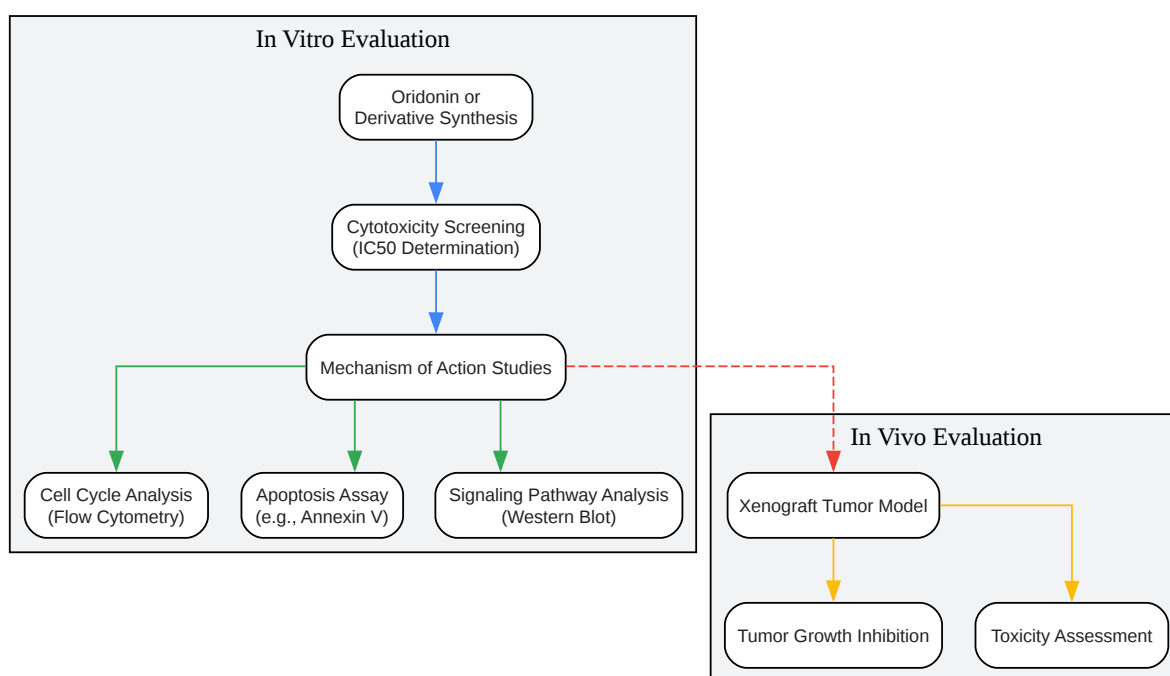 In Vitro Evaluation
Oridonin or
Derivative Synthesis
Cytotoxicity Screening
(IC50 Determination)
Mechanism of Action Studies
Cell Cycle Analysis
(Flow Cytometry)
Apoptosis Assay
(e.g., Annexin V)
Signaling Pathway Analysis
(Western Blot)
In Vivo Evaluation
Xenograft Tumor Model
Tumor Growth Inhibition
Toxicity Assessment